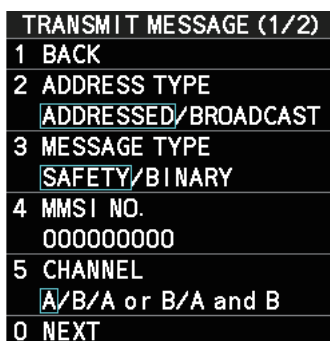 TRANSMIT MESSAGE (1/2)
1 BACK
2 ADDRESS TYPE
ADDRESSED/BROADCAST
3 MESSAGE TYPE
SAFETY/BINARY
4 MMSI NO.
000000000
5 CHANNEL
A/B/A or B/A and B
0 NEXT